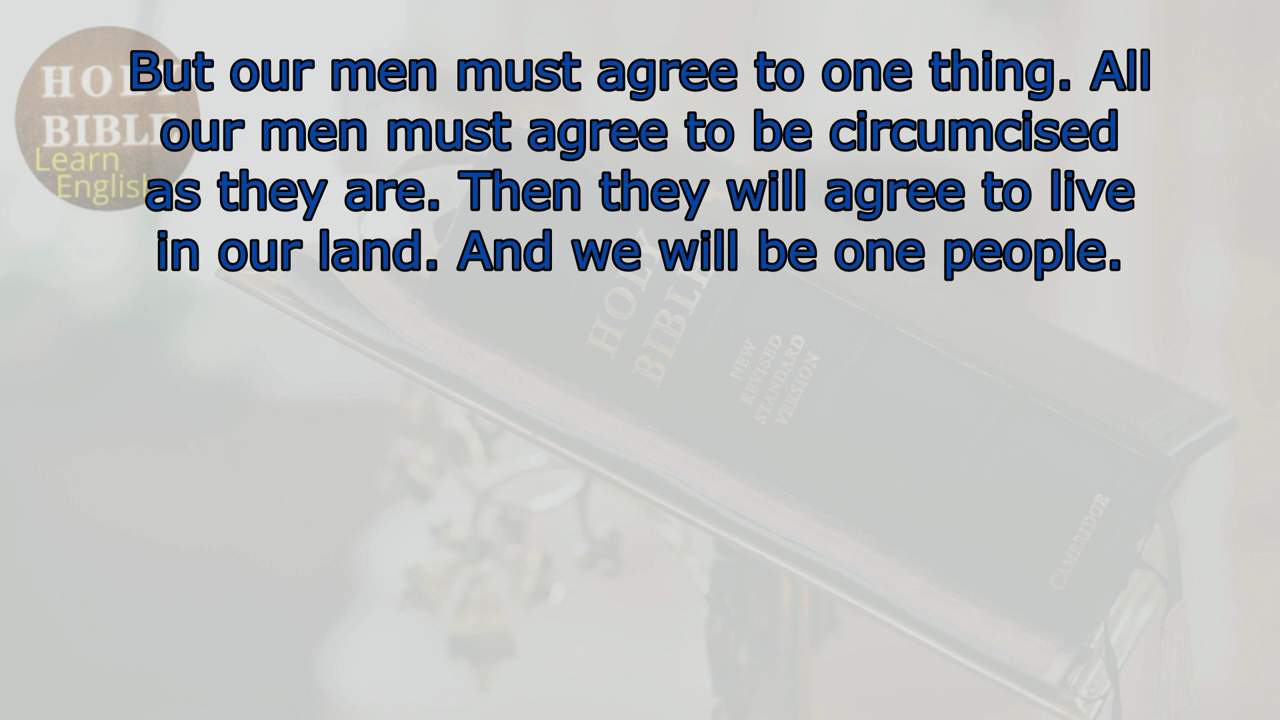 But our men must agree to one thing. All
our men must agree to be circumcised
as they are. Then they will agree to live
in our land. And we will be one people.
HOLY
BIBLE
Learn
English
HOLY
BIBLE
NEW
REVISED
STANDARD
VERSION
CAMBRIDGE